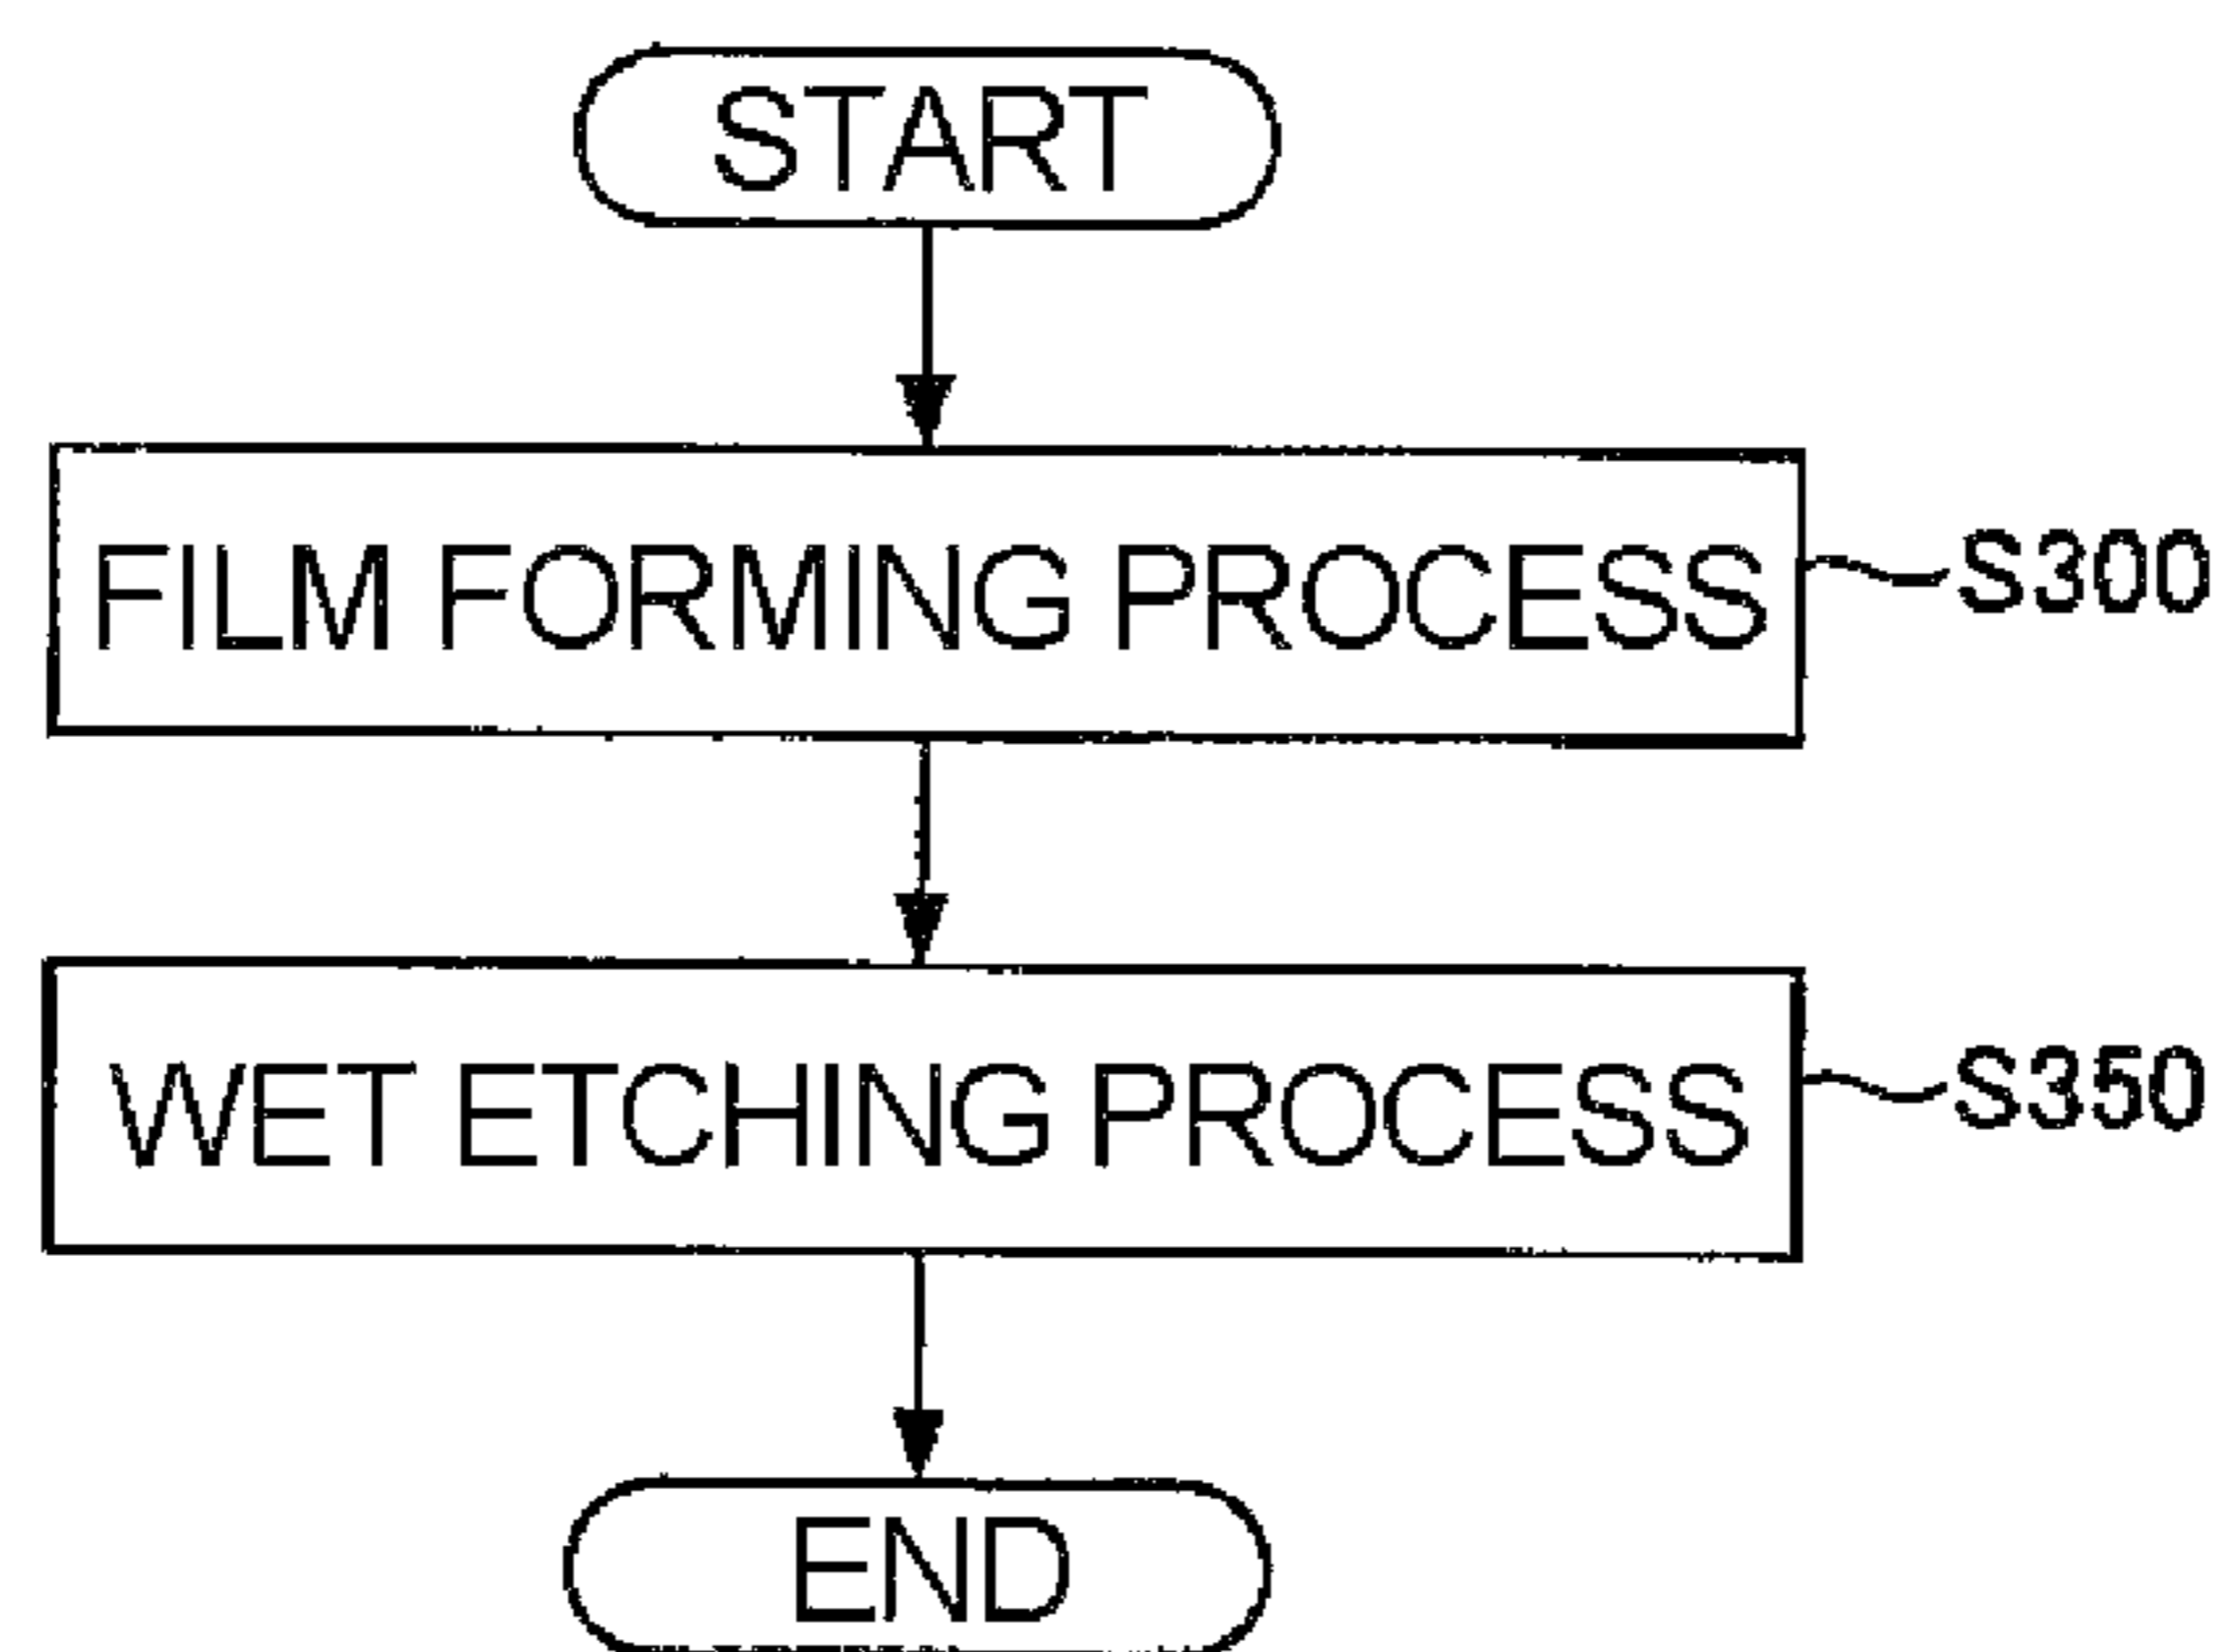 START
FILM FORMING PROCESS
S300
WET ETCHING PROCESS
S350
END